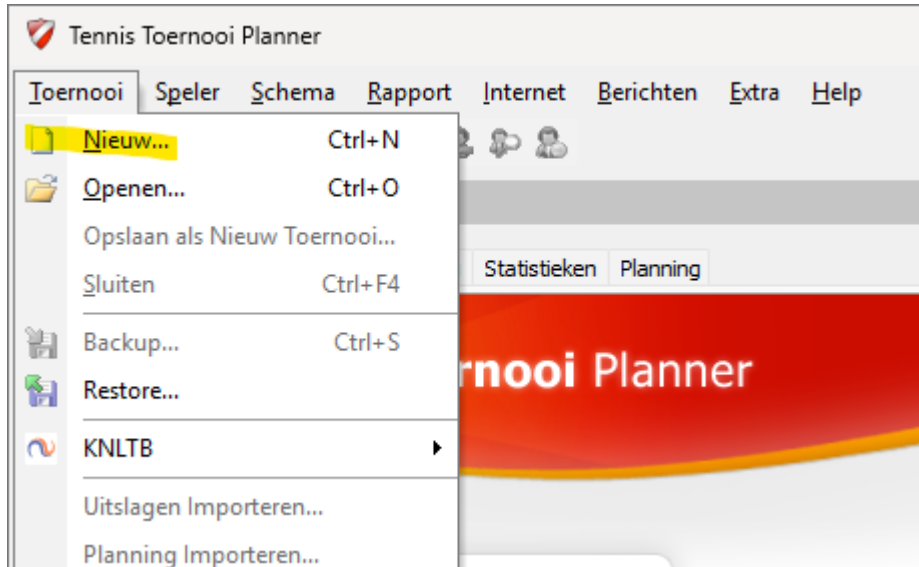 Tennis Toernooi Planner
Toernooi Speler Schema Rapport Internet Berichten Extra Help
Nieuw... Ctrl+N
Openen... Ctrl+O
Opslaan als Nieuw Toernooi...
Statistieken Planning
Sluiten Ctrl+F4
Backup... Ctrl+S
rnooi Planner
Restore...
KNLTB
Uitslagen Importeren...
Planning Importeren...